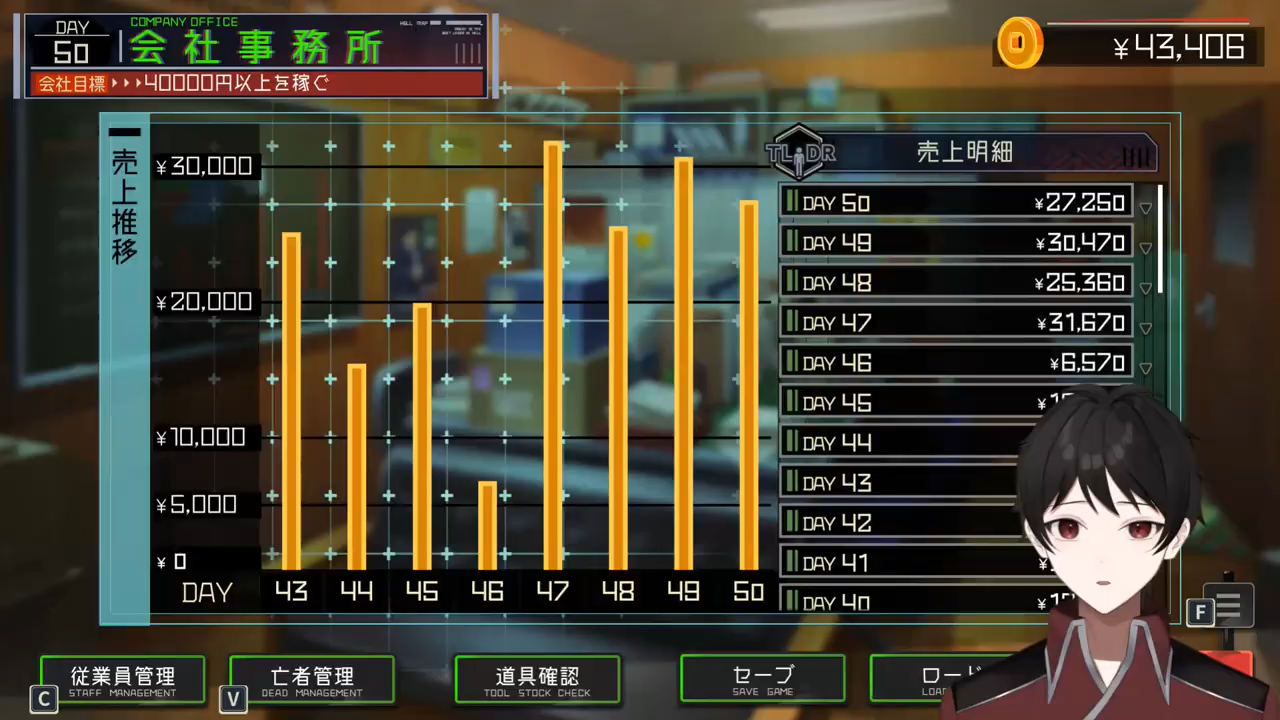 DAY
50
COMPANY OFFICE
会社事務所
会社目標 40000円以上を稼ぐ
¥43,406
売上推移
¥30,000
¥20,000
¥10,000
¥5,000
¥0
DAY 43 44 45 46 47 48 49 50
TL;DR
売上明細
DAY 50 ¥27,250
DAY 49 ¥30,470
DAY 48 ¥25,360
DAY 47 ¥31,670
DAY 46 ¥6,570
DAY 45
DAY 44
DAY 43
DAY 42
DAY 41
DAY 40
F
従業員管理
STAFF MANAGEMENT
C
亡者管理
DEAD MANAGEMENT
V
道具確認
TOOL STOCK CHECK
セーブ
SAVE GAME
ロード